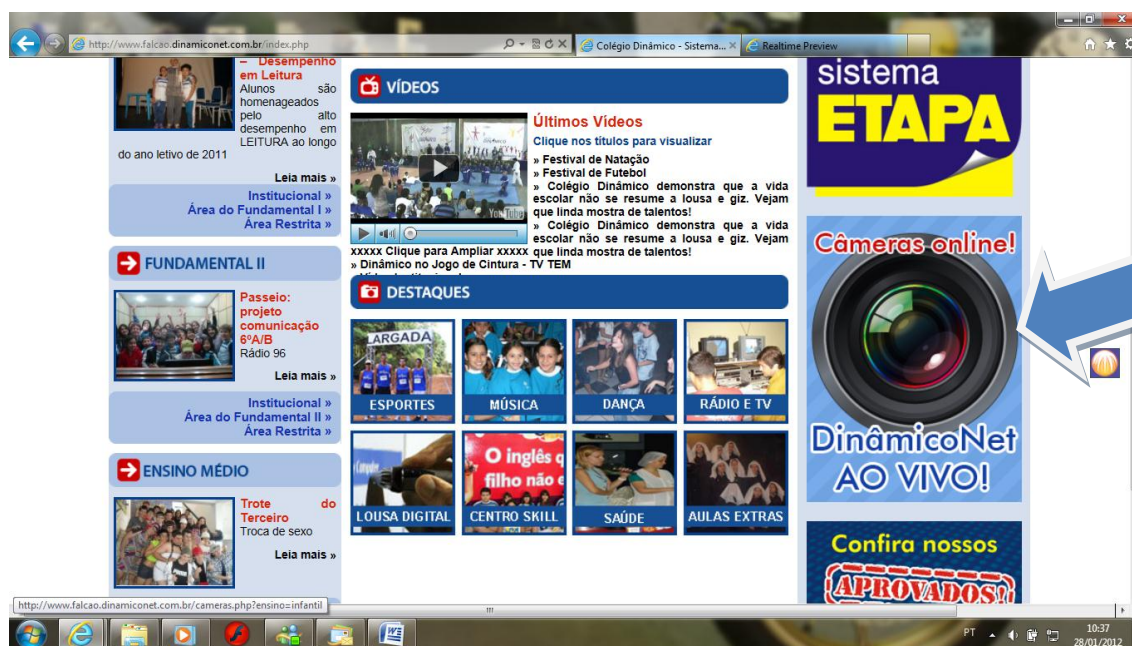 http://www.falcao.dinamiconet.com.br/index.php
Colégio Dinâmico - Sistema...
Realtime Preview
– Desempenho
em Leitura
Alunos são
homenageados
pelo alto
desempenho em
LEITURA ao longo
do ano letivo de 2011
Leia mais »
Institucional »
Área do Fundamental I »
Área Restrita »
FUNDAMENTAL II
Passeio:
projeto
comunicação
6ºA/B
Rádio 96
Leia mais »
Institucional »
Área do Fundamental II »
Área Restrita »
ENSINO MÉDIO
Trote do
Terceiro
Troca de sexo
Leia mais »
VÍDEOS
YouTube
Últimos Vídeos
Clique nos títulos para visualizar
» Festival de Natação
» Festival de Futebol
» Colégio Dinâmico demonstra que a vida
escolar não se resume a lousa e giz. Vejam
que linda mostra de talentos!
» Colégio Dinâmico demonstra que a vida
escolar não se resume a lousa e giz. Vejam
xxxxx Clique para Ampliar xxxxx que linda mostra de talentos!
» Dinâmico no Jogo de Cintura - TV TEM
DESTAQUES
LARGADA
ESPORTES
MÚSICA
DANÇA
RÁDIO E TV
Computer
LOUSA DIGITAL
O inglês q
filho não e
CENTRO SKILL
SAÚDE
AULAS EXTRAS
sistema
ETAPA
Câmeras online!
DinâmicoNet
AO VIVO!
Confira nossos
APROVADOS!
http://www.falcao.dinamiconet.com.br/cameras.php?ensino=infantil
PT
10:37
28/01/2012